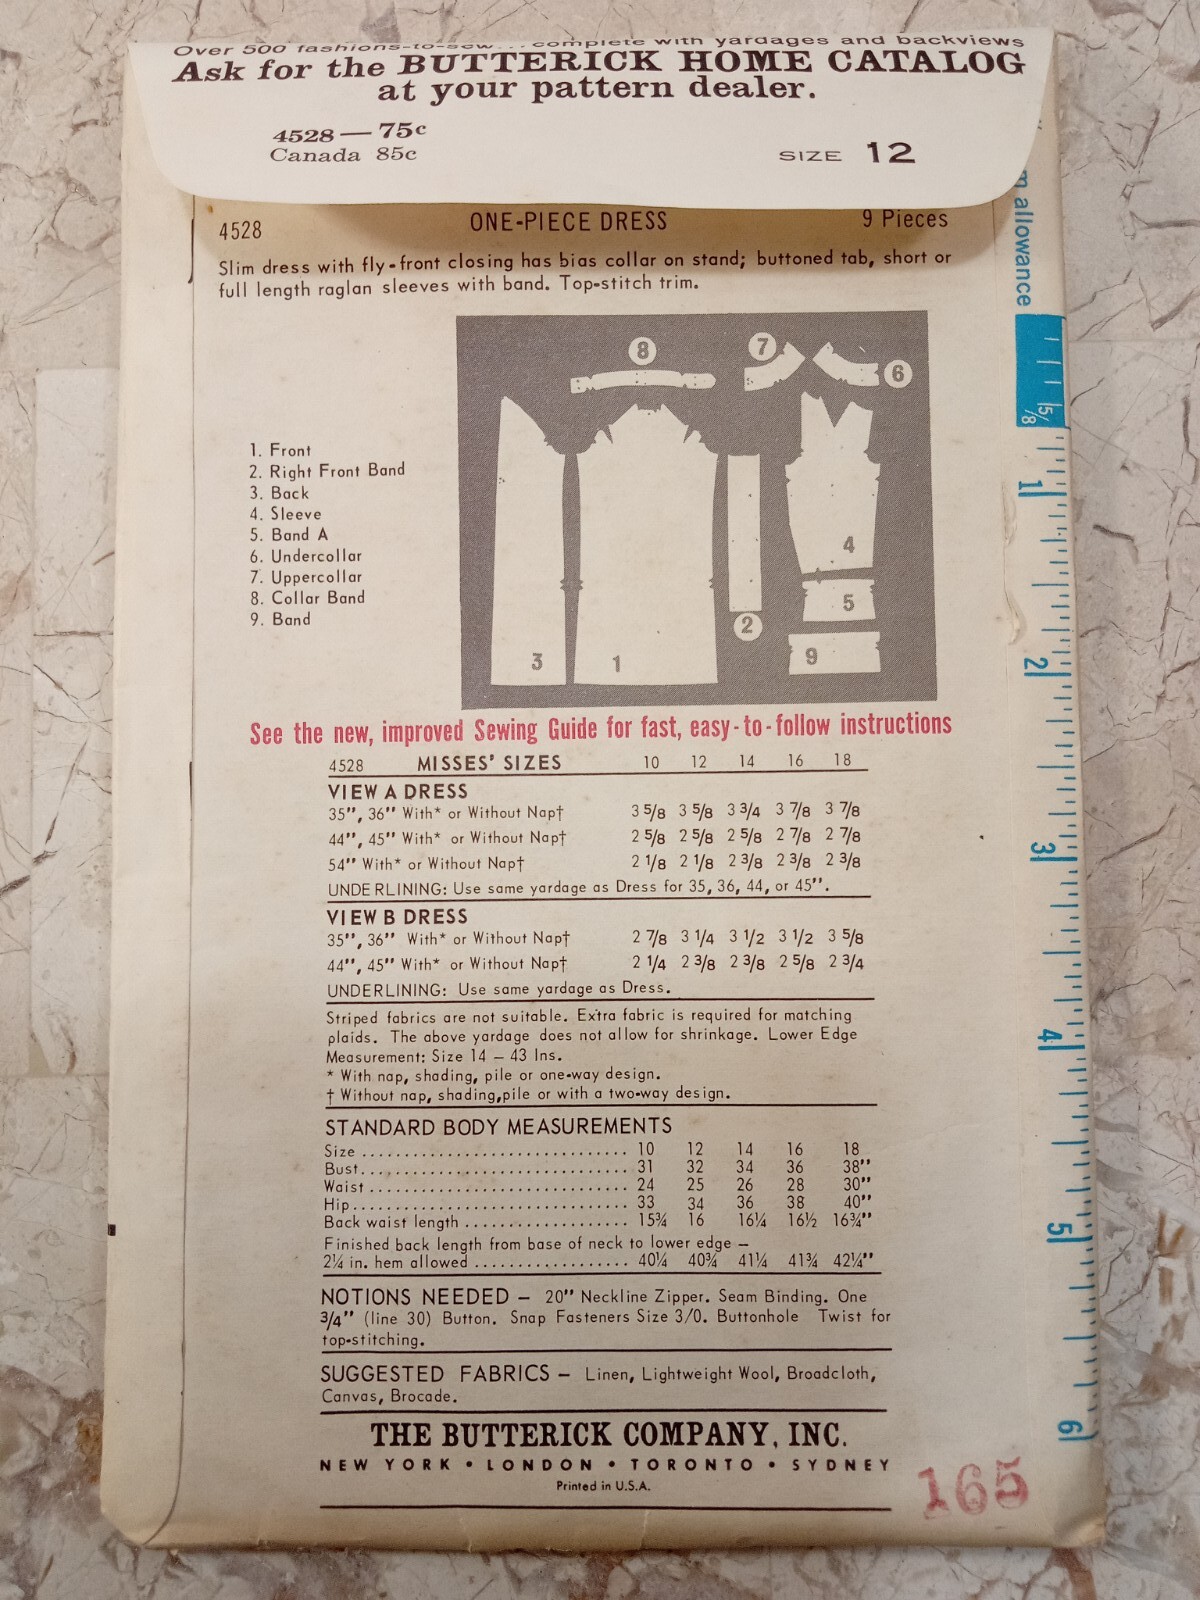 Over 500 fashions-to-sew... complete with yardages and backviews
Ask for the BUTTERICK HOME CATALOG
at your pattern dealer.
4528 — 75c
Canada 85c
SIZE 12
m allowance
4528 ONE-PIECE DRESS 9 Pieces
Slim dress with fly-front closing has bias collar on stand; buttoned tab, short or
full length raglan sleeves with band. Top-stitch trim.
1. Front
2. Right Front Band
3. Back
4. Sleeve
5. Band A
6. Undercollar
7. Uppercollar
8. Collar Band
9. Band
8
7
6
4
5
2
9
3
1
See the new, improved Sewing Guide for fast, easy-to-follow instructions
4528 MISSES' SIZES 10 12 14 16 18
VIEW A DRESS
35", 36" With* or Without Nap† 3 5/8 3 5/8 3 3/4 3 7/8 3 7/8
44", 45" With* or Without Nap† 2 5/8 2 5/8 2 5/8 2 7/8 2 7/8
54" With* or Without Nap† 2 1/8 2 1/8 2 3/8 2 3/8 2 3/8
UNDERLINING: Use same yardage as Dress for 35, 36, 44, or 45".
VIEW B DRESS
35", 36" With* or Without Nap† 2 7/8 3 1/4 3 1/2 3 1/2 3 5/8
44", 45" With* or Without Nap† 2 1/4 2 3/8 2 3/8 2 5/8 2 3/4
UNDERLINING: Use same yardage as Dress.
Striped fabrics are not suitable. Extra fabric is required for matching
plaids. The above yardage does not allow for shrinkage. Lower Edge
Measurement: Size 14 – 43 Ins.
* With nap, shading, pile or one-way design.
† Without nap, shading, pile or with a two-way design.
STANDARD BODY MEASUREMENTS
Size .............................. 10 12 14 16 18
Bust .............................. 31 32 34 36 38"
Waist ............................. 24 25 26 28 30"
Hip ............................... 33 34 36 38 40"
Back waist length .................. 15¾ 16 16¼ 16½ 16¾"
Finished back length from base of neck to lower edge –
2¼ in. hem allowed ................. 40¼ 40¾ 41¼ 41¾ 42¼"
NOTIONS NEEDED – 20" Neckline Zipper. Seam Binding. One
3/4" (line 30) Button. Snap Fasteners Size 3/0. Buttonhole Twist for
top-stitching.
SUGGESTED FABRICS – Linen, Lightweight Wool, Broadcloth,
Canvas, Brocade.
THE BUTTERICK COMPANY, INC.
NEW YORK • LONDON • TORONTO • SYDNEY
Printed in U.S.A.
165
5/8
1
2
3
4
5
6